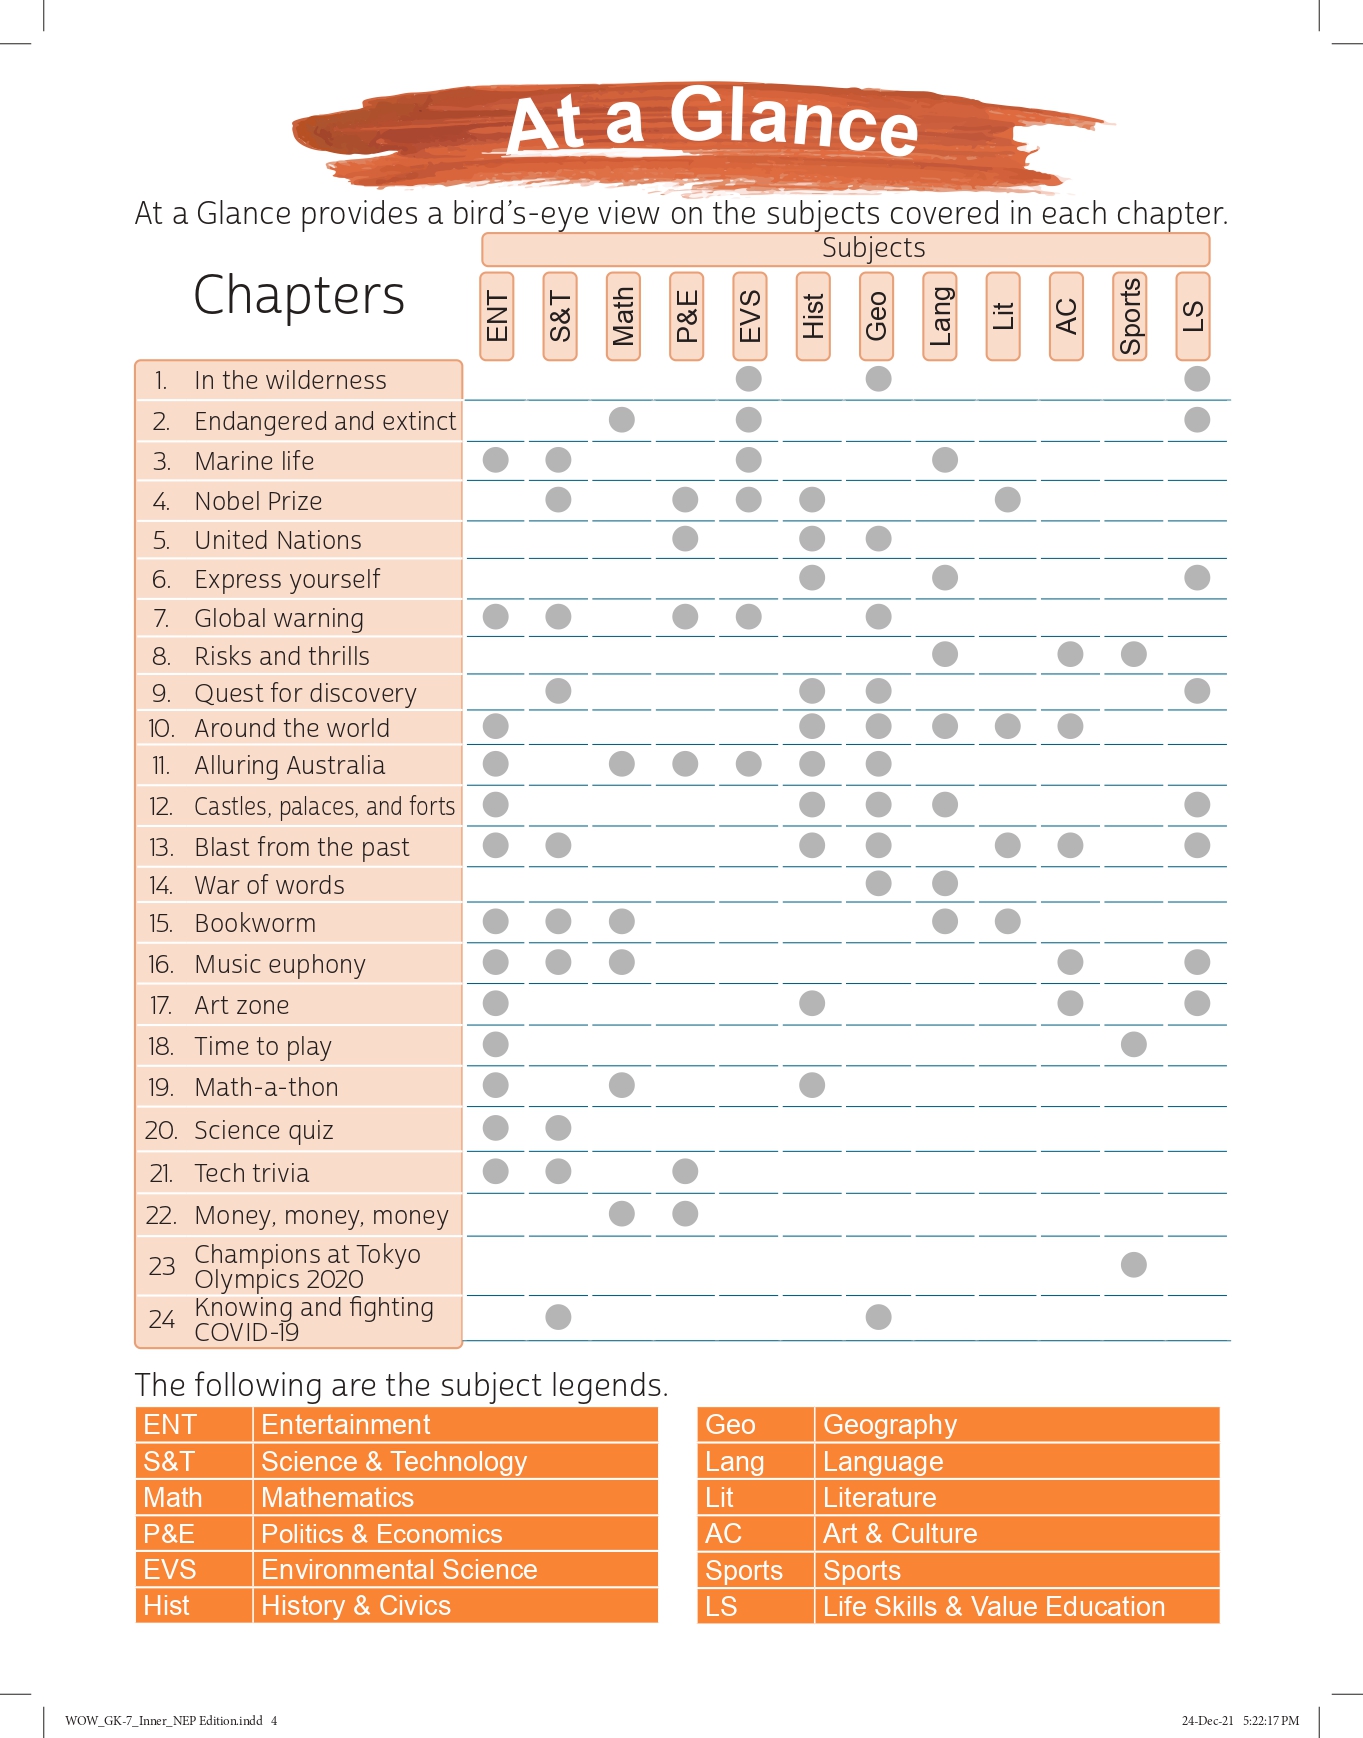 At a Glance
At a Glance provides a bird's-eye view on the subjects covered in each chapter.
Subjects
Chapters
ENT
S&T
Math
P&E
EVS
Hist
Geo
Lang
Lit
AC
Sports
LS
1. In the wilderness
2. Endangered and extinct
3. Marine life
4. Nobel Prize
5. United Nations
6. Express yourself
7. Global warning
8. Risks and thrills
9. Quest for discovery
10. Around the world
11. Alluring Australia
12. Castles, palaces, and forts
13. Blast from the past
14. War of words
15. Bookworm
16. Music euphony
17. Art zone
18. Time to play
19. Math-a-thon
20. Science quiz
21. Tech trivia
22. Money, money, money
23 Champions at Tokyo
Olympics 2020
24 Knowing and fighting
COVID-19
The following are the subject legends.
ENT Entertainment
S&T Science & Technology
Math Mathematics
P&E Politics & Economics
EVS Environmental Science
Hist History & Civics
Geo Geography
Lang Language
Lit Literature
AC Art & Culture
Sports Sports
LS Life Skills & Value Education
WOW_GK-7_Inner_NEP Edition.indd 4
24-Dec-21 5:22:17 PM